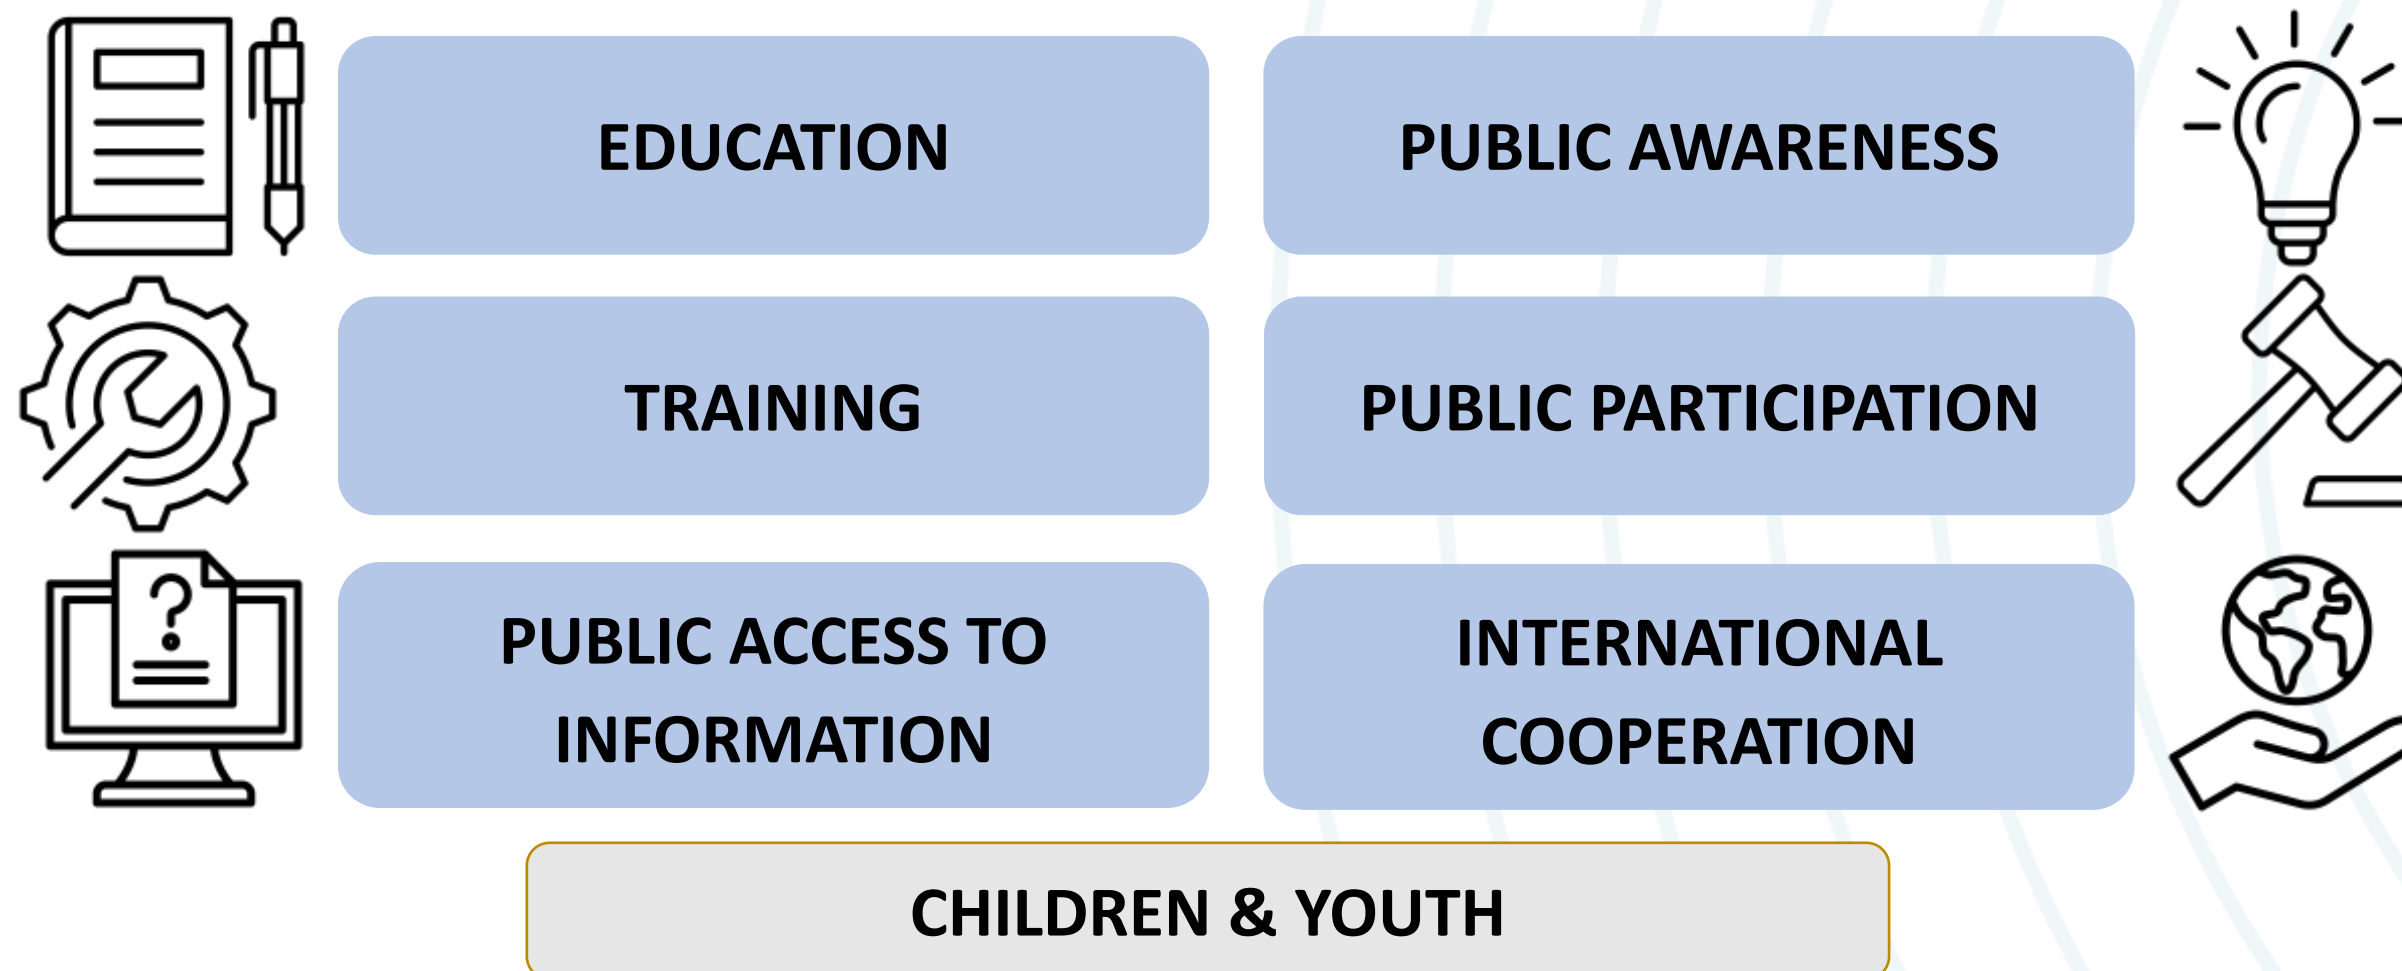 EDUCATION
PUBLIC AWARENESS
TRAINING
PUBLIC PARTICIPATION
PUBLIC ACCESS TO
INFORMATION
INTERNATIONAL
COOPERATION
CHILDREN & YOUTH